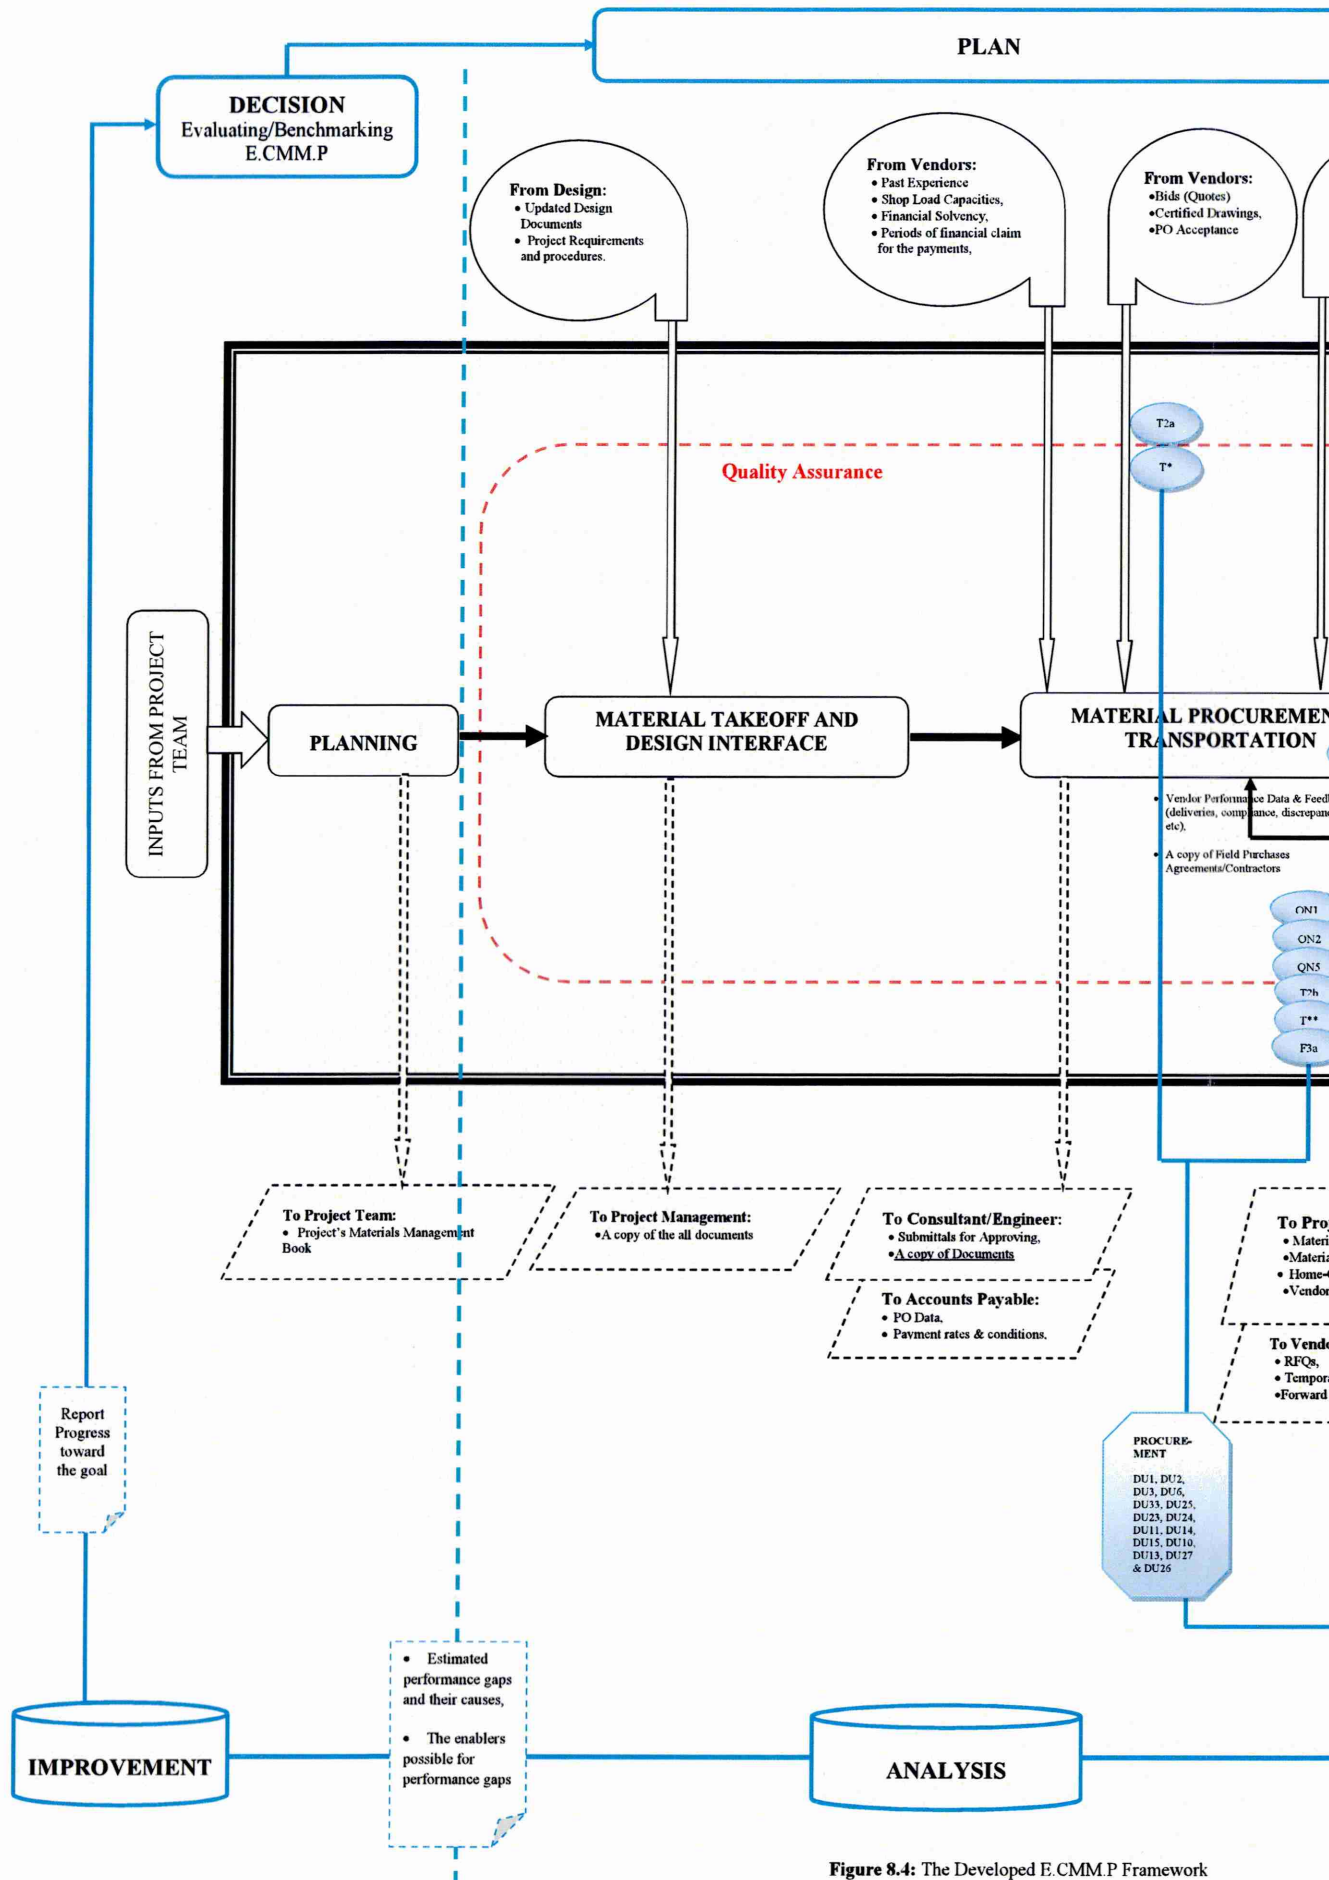 PLAN
DECISION
Evaluating/Benchmarking
E.CMM.P
From Design:
• Updated Design
Documents
• Project Requirements
and procedures.
From Vendors:
• Past Experience
• Shop Load Capacities,
• Financial Solvency,
• Periods of financial claim
for the payments,
From Vendors:
•Bids (Quotes)
•Certified Drawings,
•PO Acceptance
T2a
T*
Quality Assurance
INPUTS FROM PROJECT
TEAM
PLANNING
MATERIAL TAKEOFF AND
DESIGN INTERFACE
MATERIAL PROCUREMEN
TRANSPORTATION
• Vendor Performance Data & Feedb
(deliveries, compliance, discrepanc
etc),
• A copy of Field Purchases
Agreements/Contractors
QN1
QN2
QN5
T2b
T**
F3a
To Project Team:
• Project's Materials Management
Book
To Project Management:
•A copy of the all documents
To Consultant/Engineer:
• Submittals for Approving,
•A copy of Documents
To Accounts Payable:
• PO Data,
• Payment rates & conditions,
To Proj
• Materi
•Materia
• Home-
•Vendor
To Vendo
• RFQs,
• Tempora
•Forward
Report
Progress
toward
the goal
PROCURE-
MENT
DU1, DU2,
DU3, DU6,
DU33, DU25,
DU23, DU24,
DU11, DU14,
DU15, DU10,
DU13, DU27
& DU26
• Estimated
performance gaps
and their causes,
• The enablers
possible for
performance gaps
IMPROVEMENT
ANALYSIS
Figure 8.4: The Developed E.CMM.P Framework